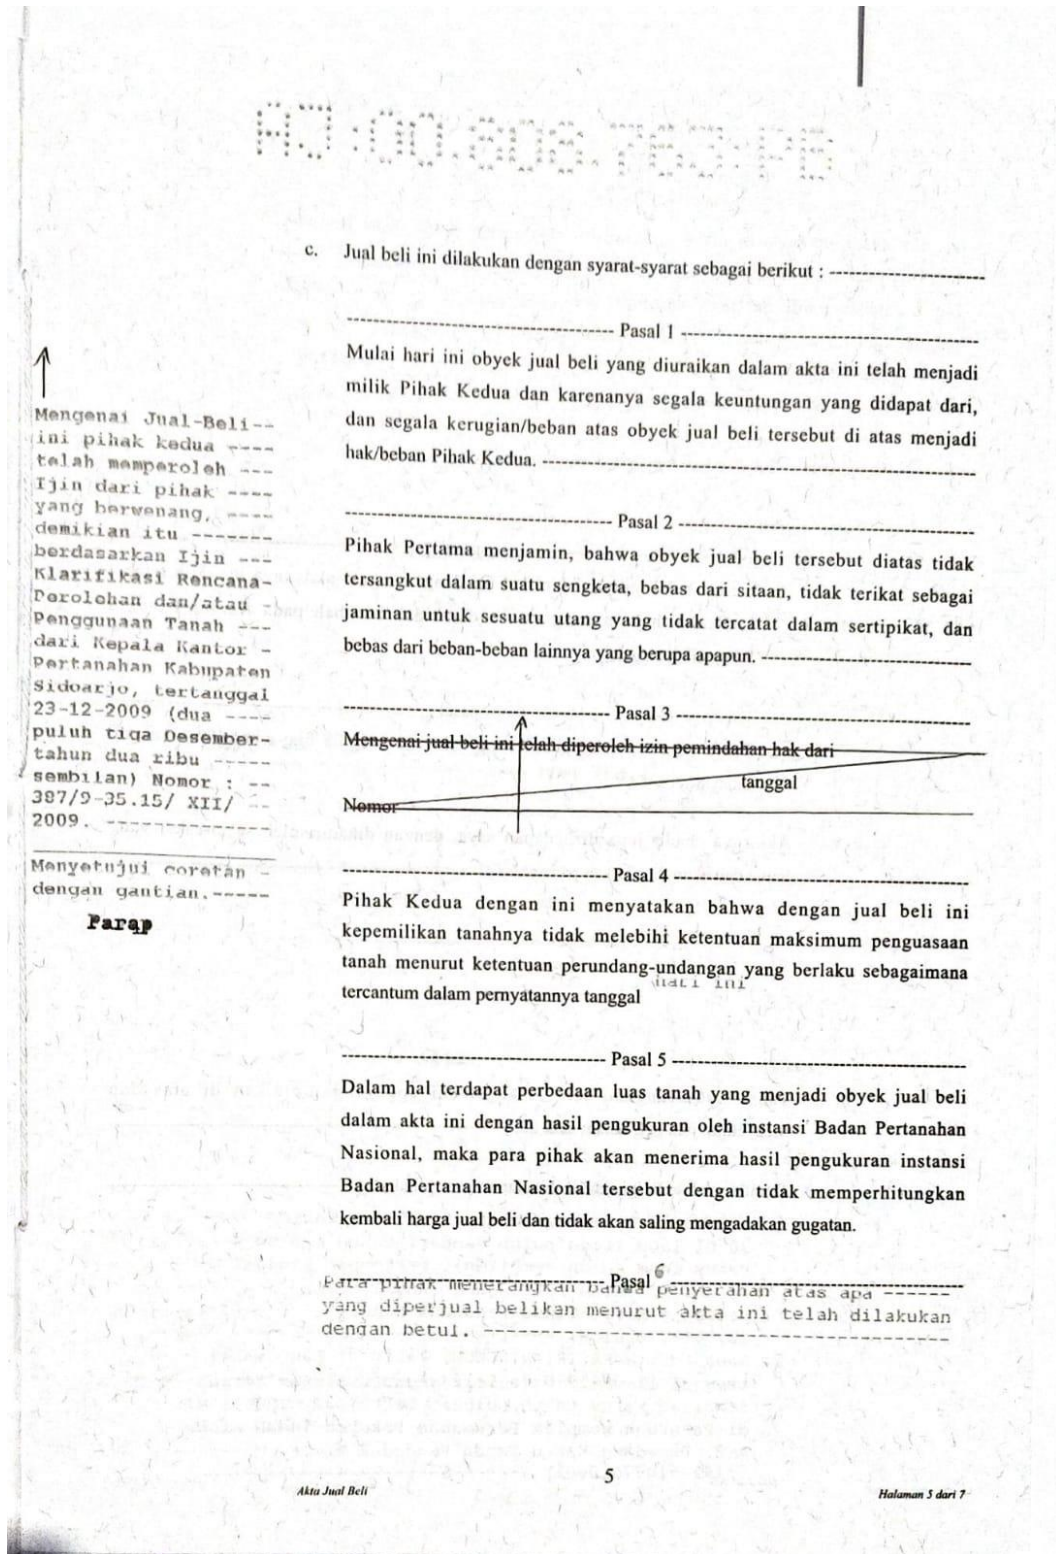 c. Jual beli ini dilakukan dengan syarat-syarat sebagai berikut : ------------------------
------------------------------------ Pasal 1 ----------------------------------------
Mulai hari ini obyek jual beli yang diuraikan dalam akta ini telah menjadi
milik Pihak Kedua dan karenanya segala keuntungan yang didapat dari,
dan segala kerugian/beban atas obyek jual beli tersebut di atas menjadi
hak/beban Pihak Kedua. ------------------------------------------------------------
------------------------------------ Pasal 2 ----------------------------------------
Pihak Pertama menjamin, bahwa obyek jual beli tersebut diatas tidak
tersangkut dalam suatu sengketa, bebas dari sitaan, tidak terikat sebagai
jaminan untuk sesuatu utang yang tidak tercatat dalam sertipikat, dan
bebas dari beban-beban lainnya yang berupa apapun. -----------------------------
------------------------------------ Pasal 3 ----------------------------------------
Mengenai jual beli ini telah diperoleh izin pemindahan hak dari
tanggal
Nomor
------------------------------------ Pasal 4 ----------------------------------------
Pihak Kedua dengan ini menyatakan bahwa dengan jual beli ini
kepemilikan tanahnya tidak melebihi ketentuan maksimum penguasaan
tanah menurut ketentuan perundang-undangan yang berlaku sebagaimana
tercantum dalam pernyatannya tanggal hari ini
------------------------------------ Pasal 5 ----------------------------------------
Dalam hal terdapat perbedaan luas tanah yang menjadi obyek jual beli
dalam akta ini dengan hasil pengukuran oleh instansi Badan Pertanahan
Nasional, maka para pihak akan menerima hasil pengukuran instansi
Badan Pertanahan Nasional tersebut dengan tidak memperhitungkan
kembali harga jual beli dan tidak akan saling mengadakan gugatan.
------------------------------------ Pasal 6 ----------------------------------------
Para pihak menerangkan bahwa penyerahan atas apa ------
yang diperjual belikan menurut akta ini telah dilakukan
dengan betul. ----------------------------------------
Mengenai Jual-Beli--
ini pihak kedua ----
telah memperoleh ---
Ijin dari pihak ----
yang berwenang, ----
demikian itu -------
berdasarkan Ijin ---
Klarifikasi Rencana-
Perolehan dan/atau -
Penggunaan Tanah ---
dari Kepala Kantor -
Pertanahan Kabupaten
Sidoarjo, tertanggal
23-12-2009 (dua ----
puluh tiga Desember-
tahun dua ribu -----
sembilan) Nomor : --
387/9-35.15/ XII/ --
2009. --------------
Menyetujui coretan -
dengan gantian.-----
Parap
5
Akta Jual Beli
Halaman 5 dari 7